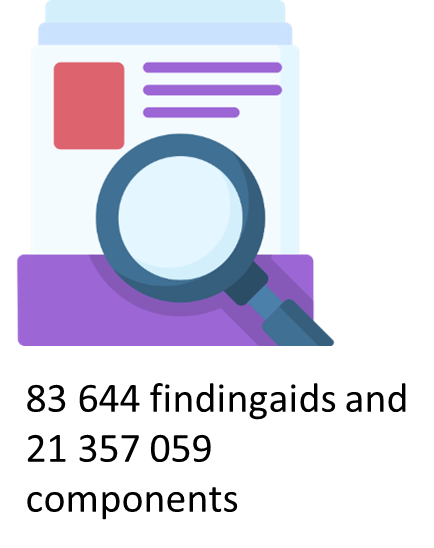 83 644 findingaids and
21 357 059
components